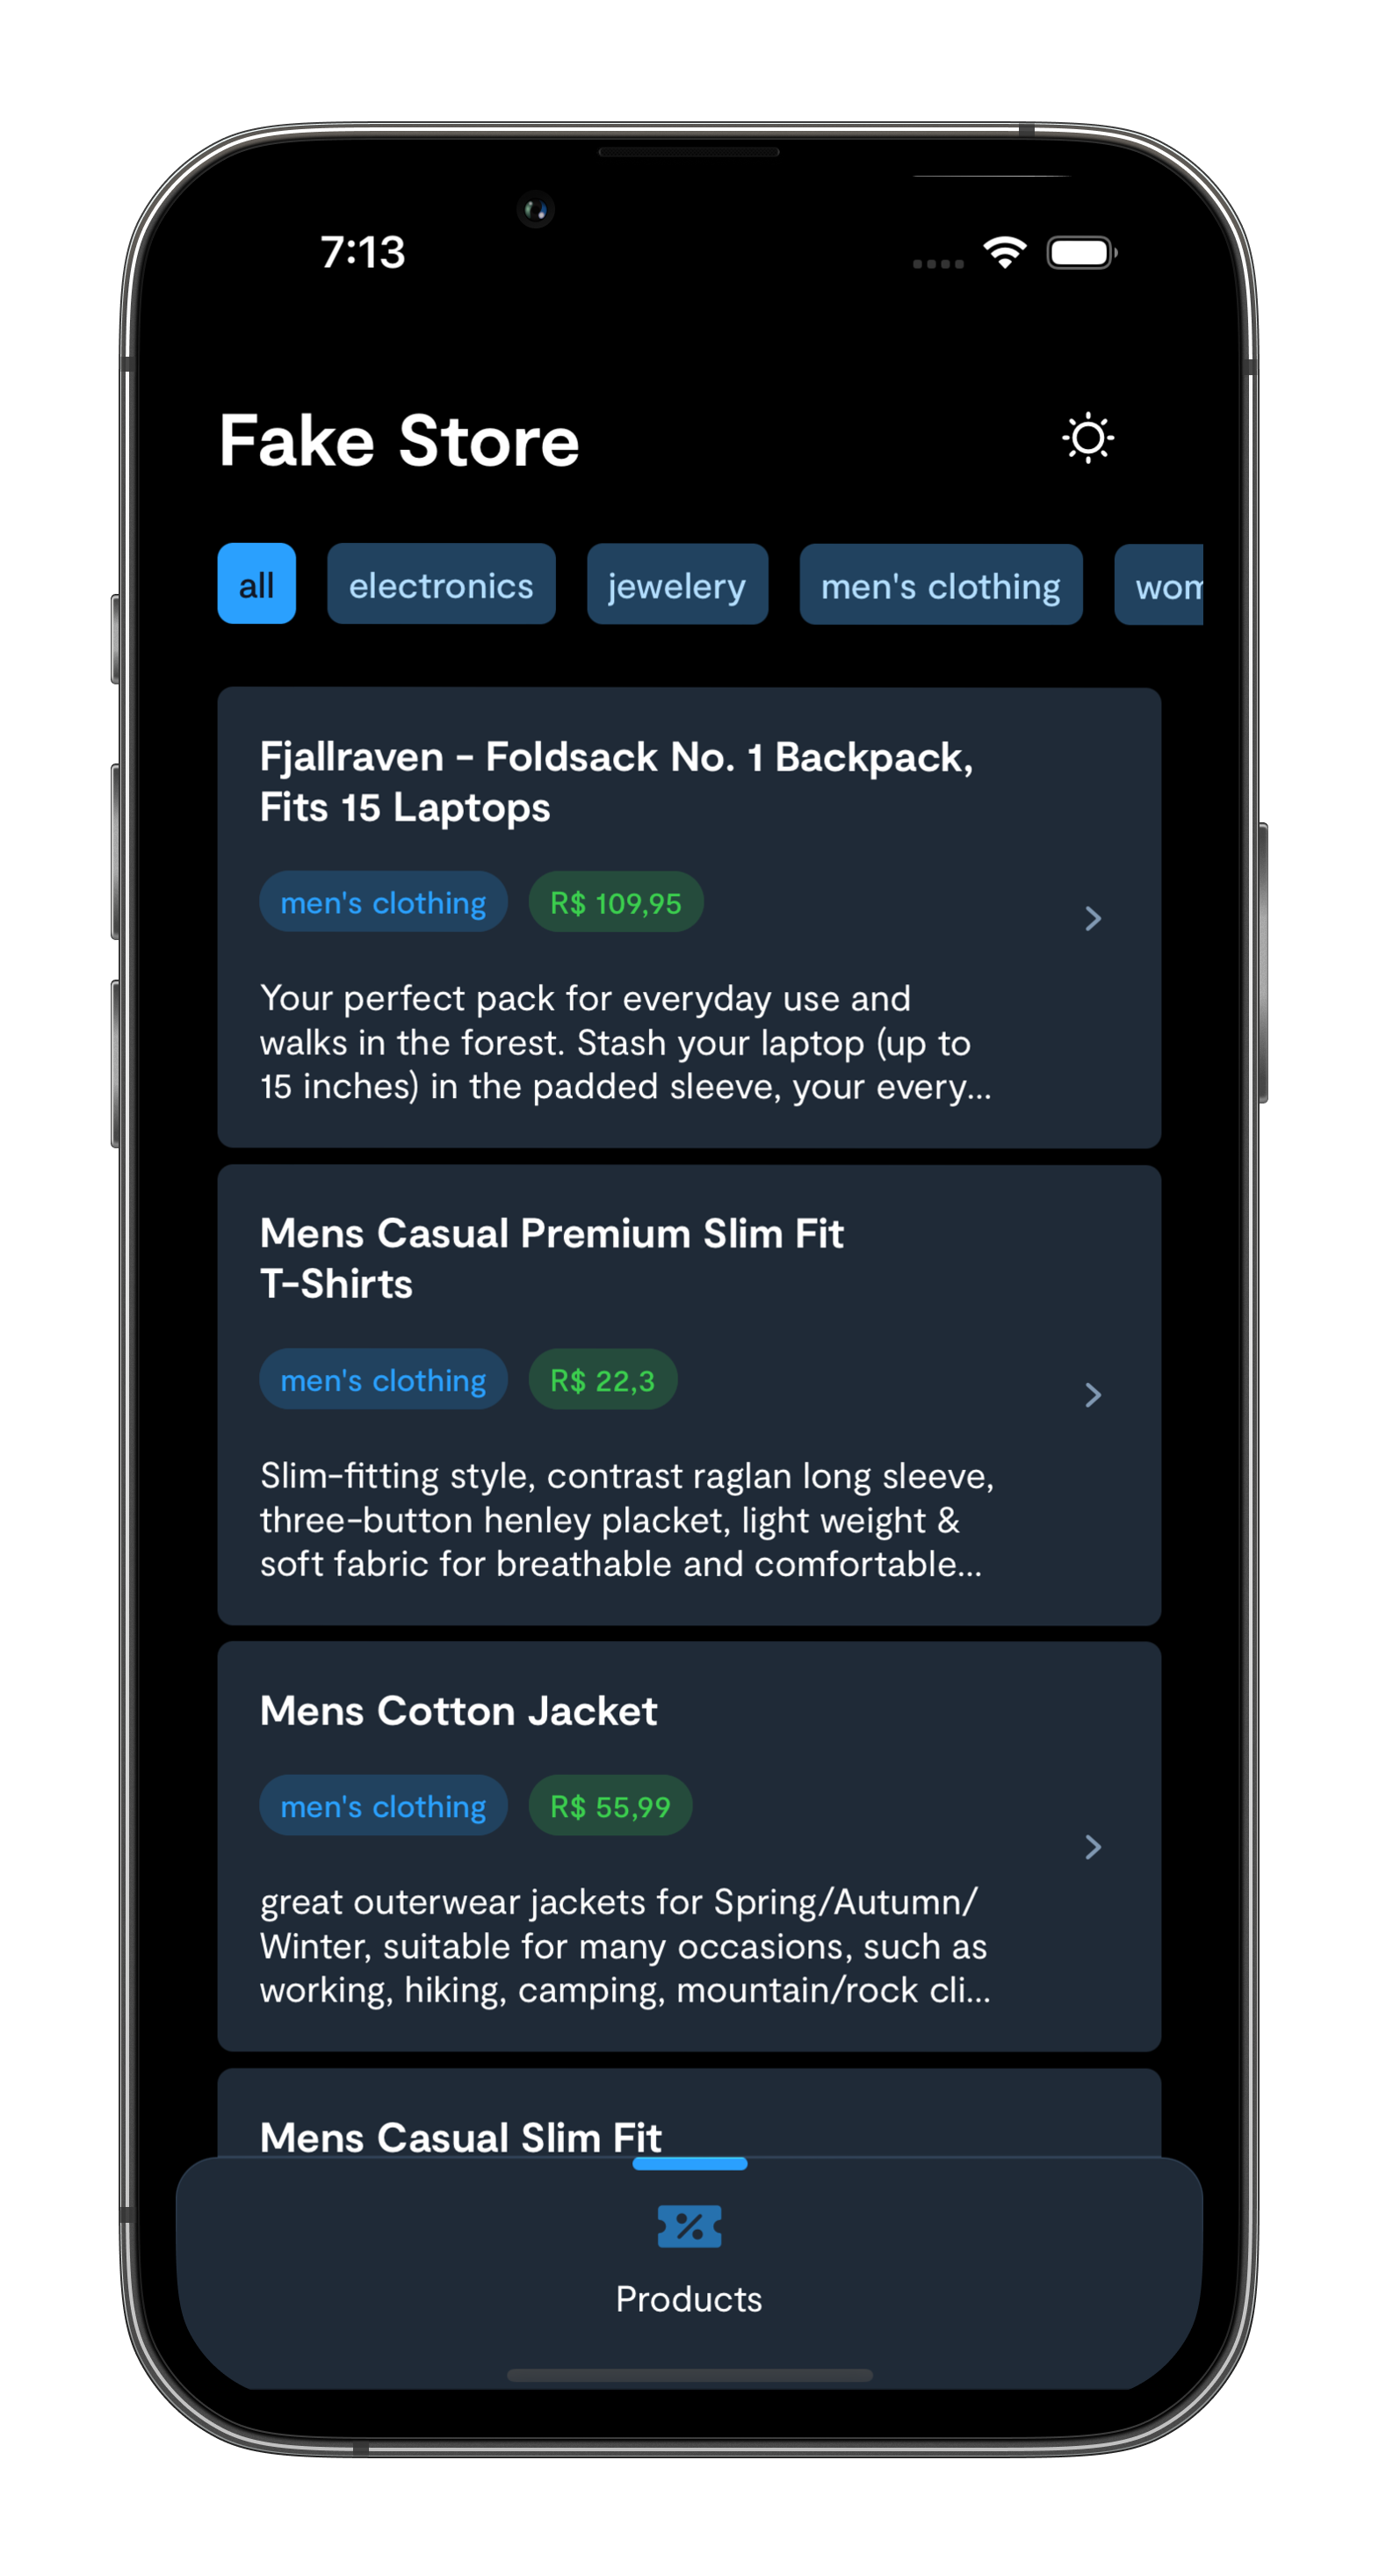 7:13
Fake Store
all
electronics
jewelery
men's clothing
Fjallraven - Foldsack No. 1 Backpack,
Fits 15 Laptops
men's clothing
R$ 109,95
Your perfect pack for everyday use and
walks in the forest. Stash your laptop (up to
15 inches) in the padded sleeve, your every...
Mens Casual Premium Slim Fit
T-Shirts
men's clothing
R$ 22,3
Slim-fitting style, contrast raglan long sleeve,
three-button henley placket, light weight &
soft fabric for breathable and comfortable...
Mens Cotton Jacket
men's clothing
R$ 55,99
great outerwear jackets for Spring/Autumn/
Winter, suitable for many occasions, such as
working, hiking, camping, mountain/rock cli...
Mens Casual Slim Fit
Products